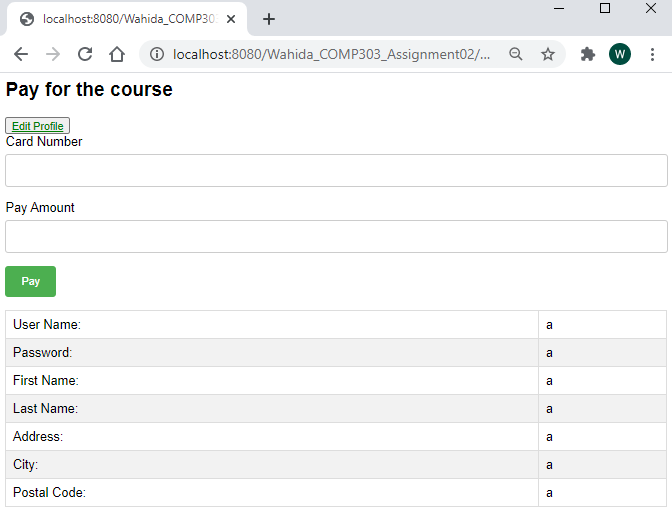 localhost:8080/Wahida_COMP303
localhost:8080/Wahida_COMP303_Assignment02/... W
Pay for the course
Edit Profile
Card Number
Pay Amount
Pay
User Name: a
Password: a
First Name: a
Last Name: a
Address: a
City: a
Postal Code: a